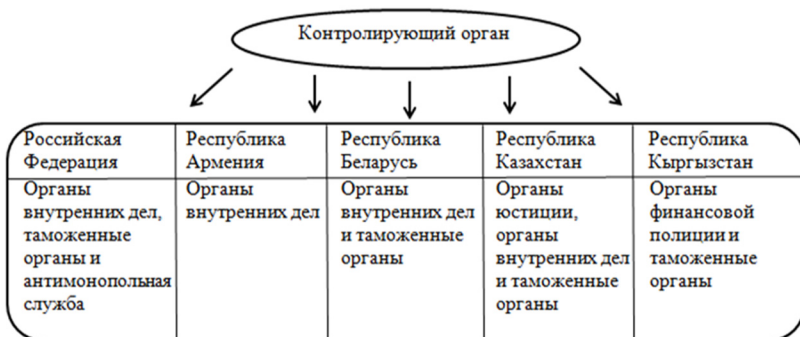 Контролирующий орган
Российская
Федерация
Республика
Армения
Республика
Беларусь
Республика
Казахстан
Республика
Кыргызстан
Органы
внутренних дел,
таможенные
органы и
антимонопольная
служба
Органы
внутренних дел
Органы
внутренних дел
и таможенные
органы
Органы
юстиции,
органы
внутренних дел
и таможенные
органы
Органы
финансовой
полиции и
таможенные
органы